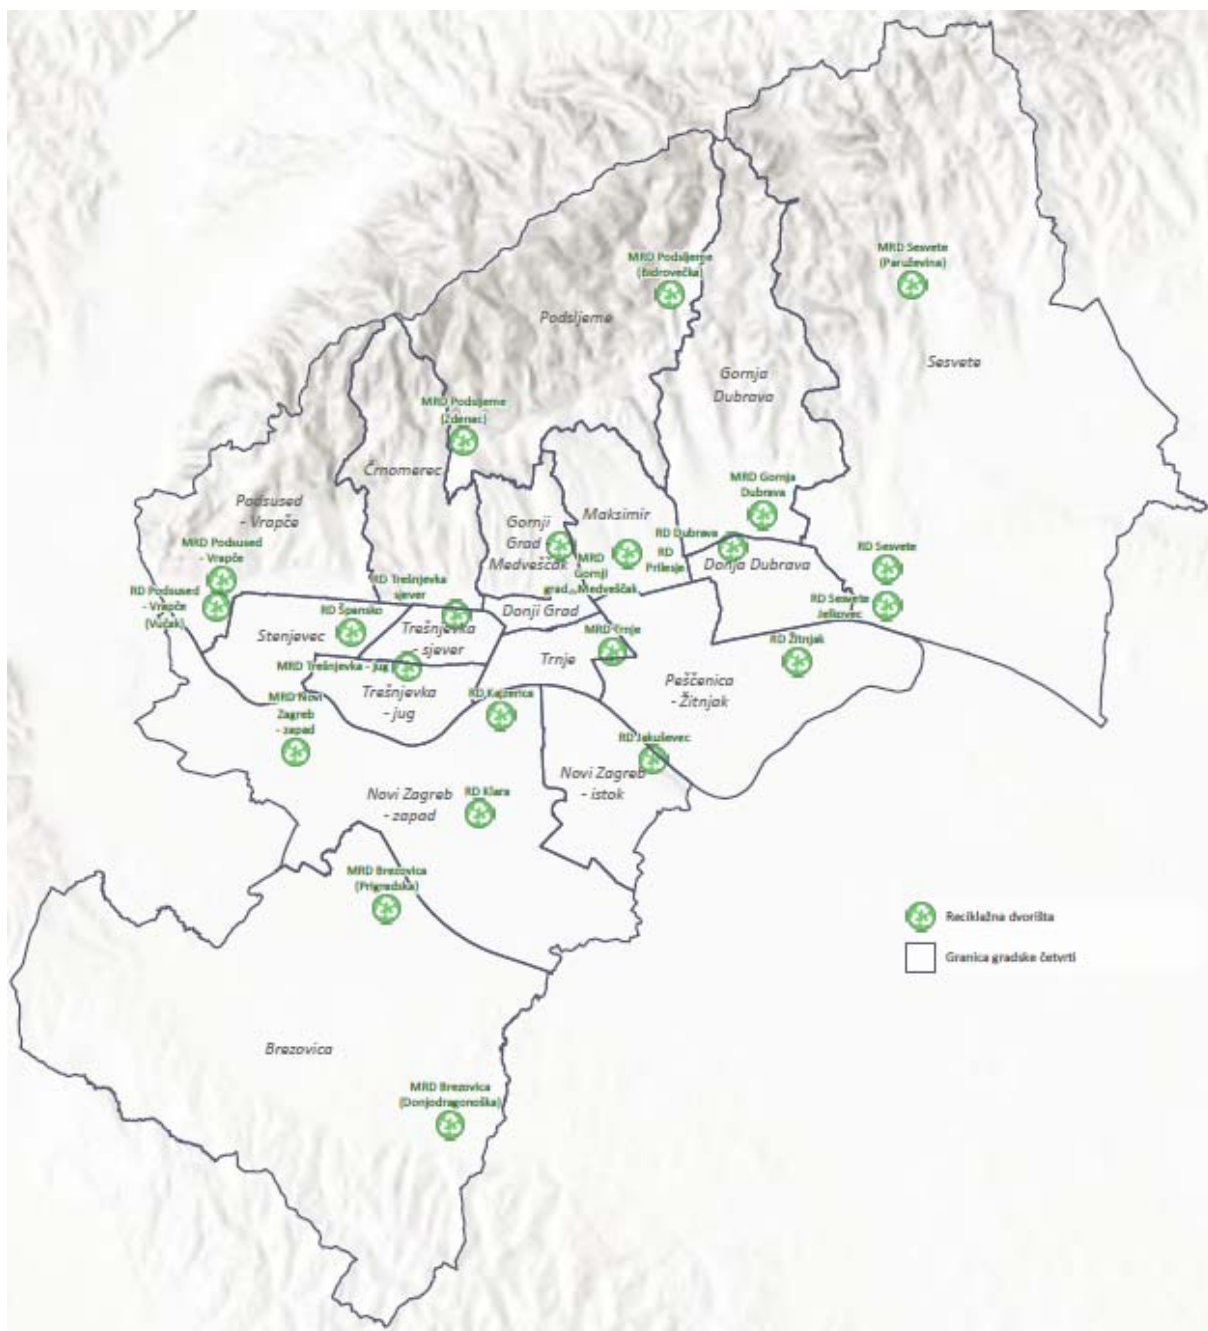 MRD Sesvete
(Paruževina)
MRD Podsljeme
(Bidrovečka)
Podsljeme
Sesvete
Gornja
Dubrava
MRD Podsljeme
(Zdenac)
Črnomerec
MRD Gornja
Dubrava
Podsused
- Vrapče
Gornji
Grad -
Medveščak
Maksimir
RD Dubrava
MRD Podsused
- Vrapče
RD
Prilesje
MRD
Gornji
grad - Medveščak
Donja Dubrava
RD Sesvete
RD Podsused
- Vrapče
(Vučak)
RD Trešnjevka
sjever
RD Sesvete
Jelkovec
RD Špansko
Donji Grad
Stenjevec
Trešnjevka
- sjever
MRD Trnje
RD Žitnjak
Trnje
MRD Trešnjevka - jug
Trešnjevka
- jug
Peščenica
- Žitnjak
MRD Novi
Zagreb
- zapad
RD Kajzerica
RD Jakuševec
Novi Zagreb
- istok
Novi Zagreb
- zapad
RD Klara
MRD Brezovica
(Prigradska)
Reciklažna dvorišta
Granica gradske četvrti
Brezovica
MRD Brezovica
(Donjodragonoška)